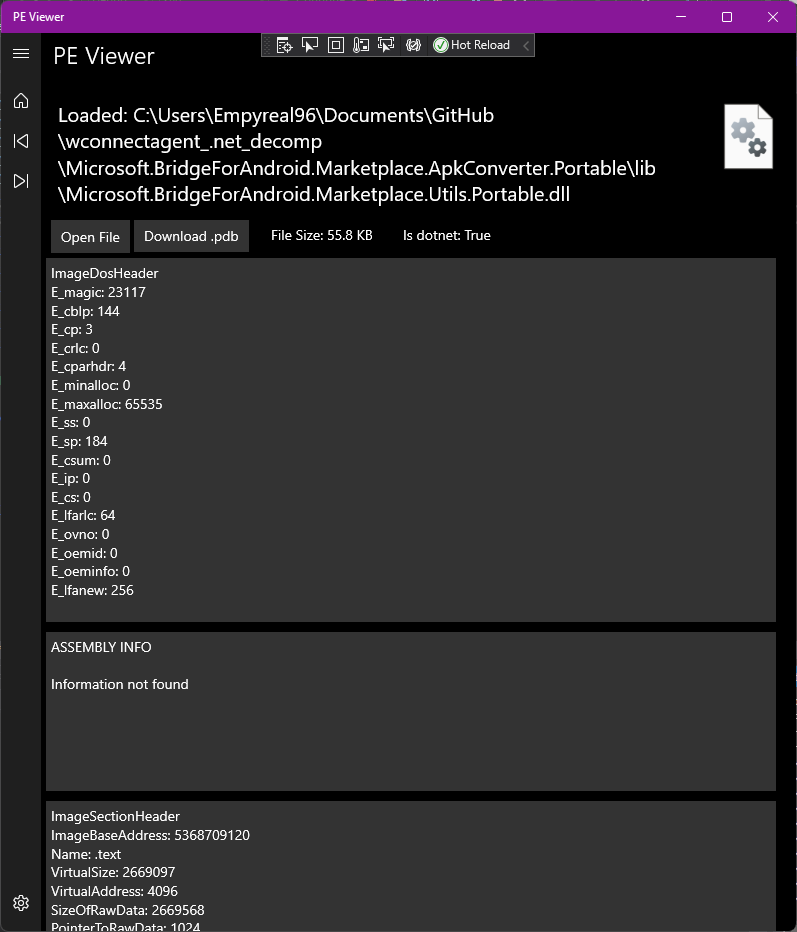 PE Viewer
PE Viewer
Hot Reload
Loaded: C:\Users\Empyreal96\Documents\GitHub
\wconnectagent_.net_decomp
\Microsoft.BridgeForAndroid.Marketplace.ApkConverter.Portable\lib
\Microsoft.BridgeForAndroid.Marketplace.Utils.Portable.dll
Open File
Download .pdb
File Size: 55.8 KB
Is dotnet: True
ImageDosHeader
E_magic: 23117
E_cblp: 144
E_cp: 3
E_crlc: 0
E_cparhdr: 4
E_minalloc: 0
E_maxalloc: 65535
E_ss: 0
E_sp: 184
E_csum: 0
E_ip: 0
E_cs: 0
E_lfarlc: 64
E_ovno: 0
E_oemid: 0
E_oeminfo: 0
E_lfanew: 256
ASSEMBLY INFO
Information not found
ImageSectionHeader
ImageBaseAddress: 5368709120
Name: .text
VirtualSize: 2669097
VirtualAddress: 4096
SizeOfRawData: 2669568
PointerToRawData: 1024